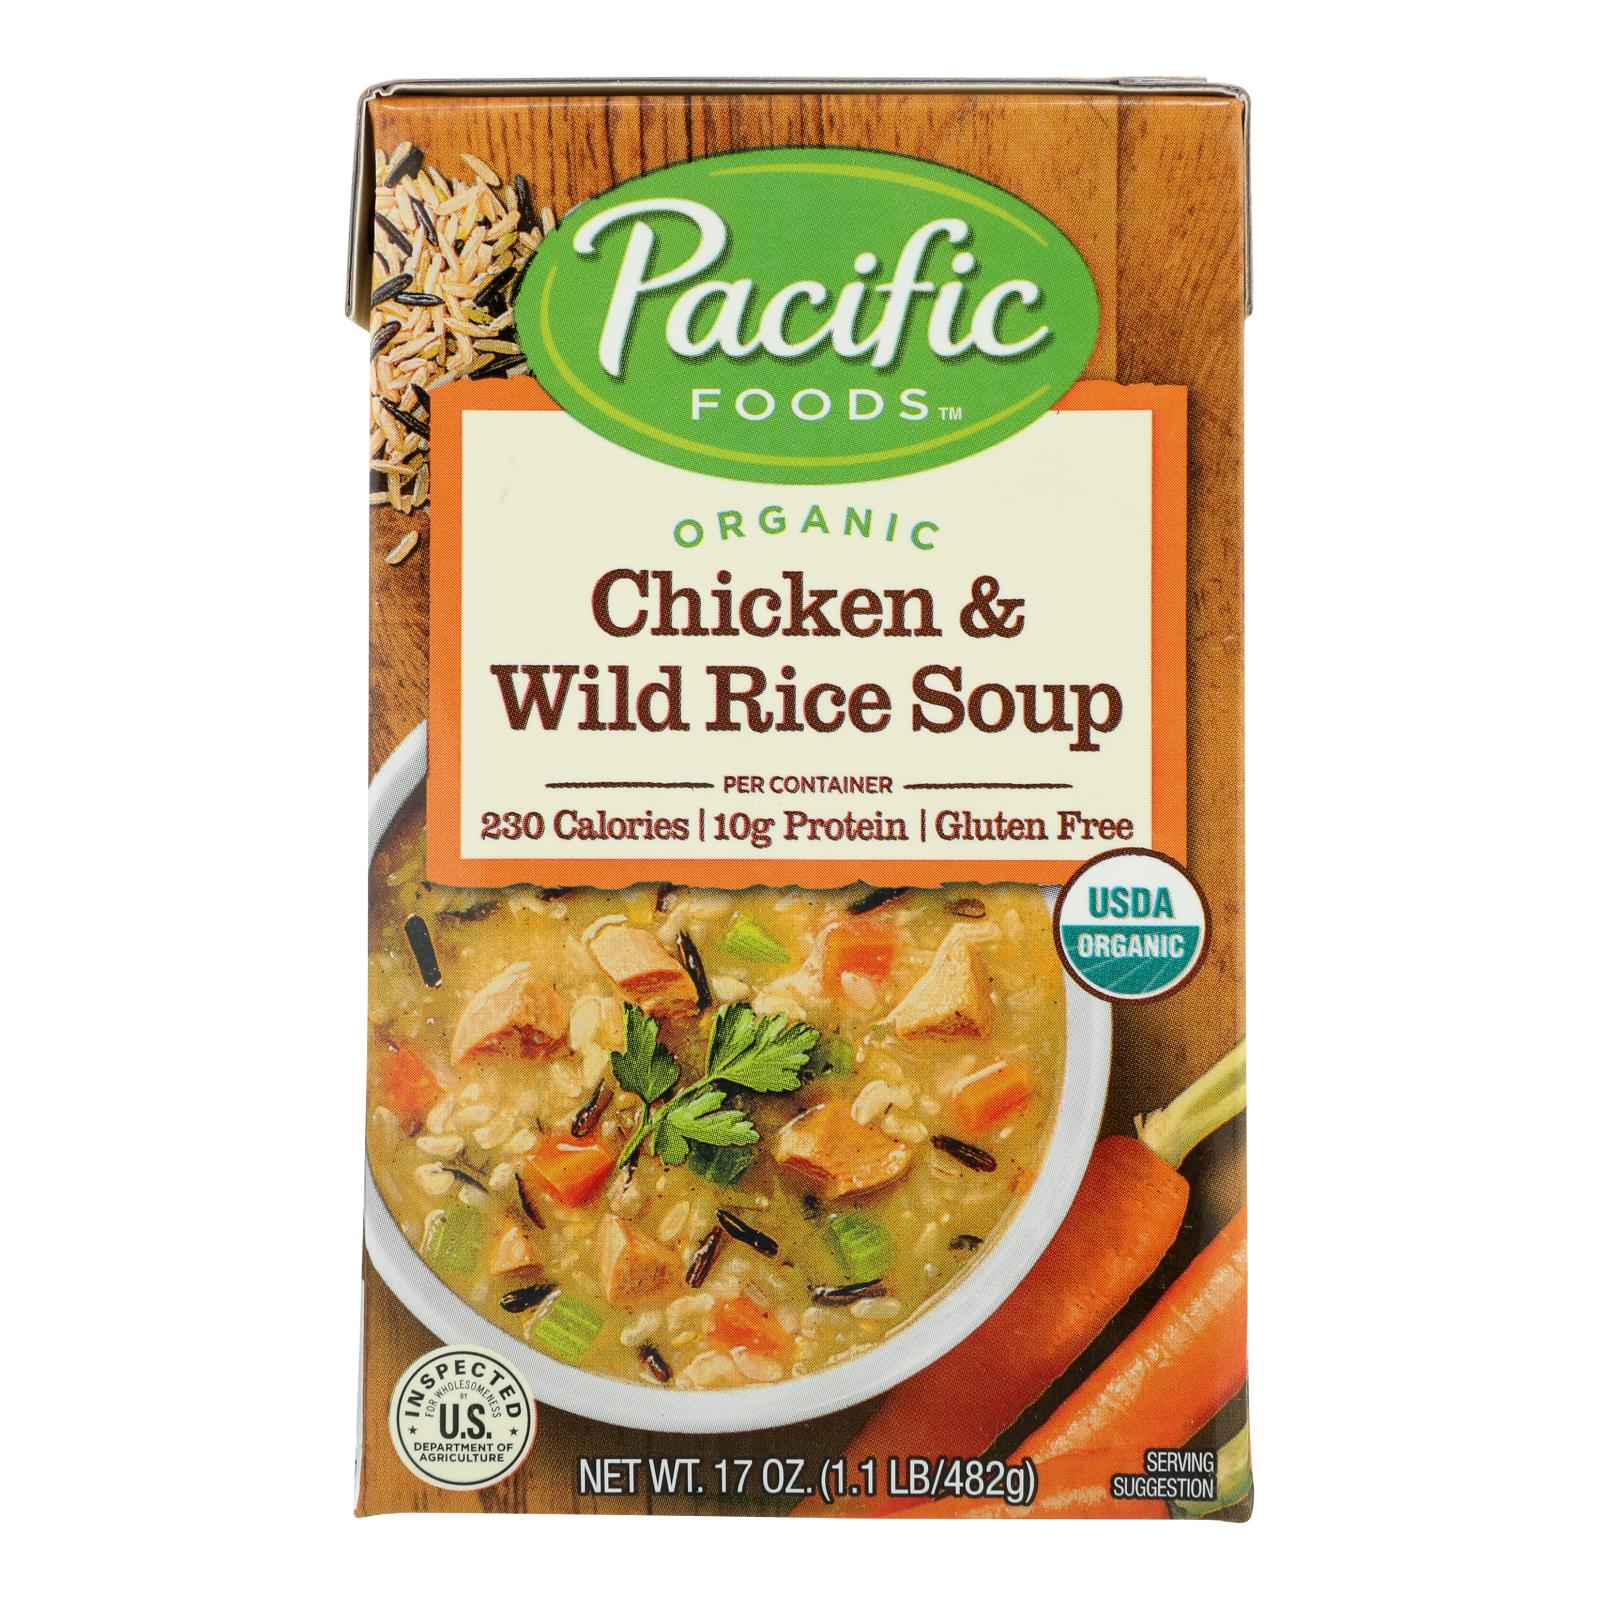 Pacific
FOODS™
ORGANIC
Chicken &
Wild Rice Soup
PER CONTAINER
230 Calories | 10g Protein | Gluten Free
USDA
ORGANIC
INSPECTED
FOR WHOLESOMENESS
BY
U.S.
DEPARTMENT OF
AGRICULTURE
NET WT. 17 OZ. (1.1 LB/482g)
SERVING
SUGGESTION